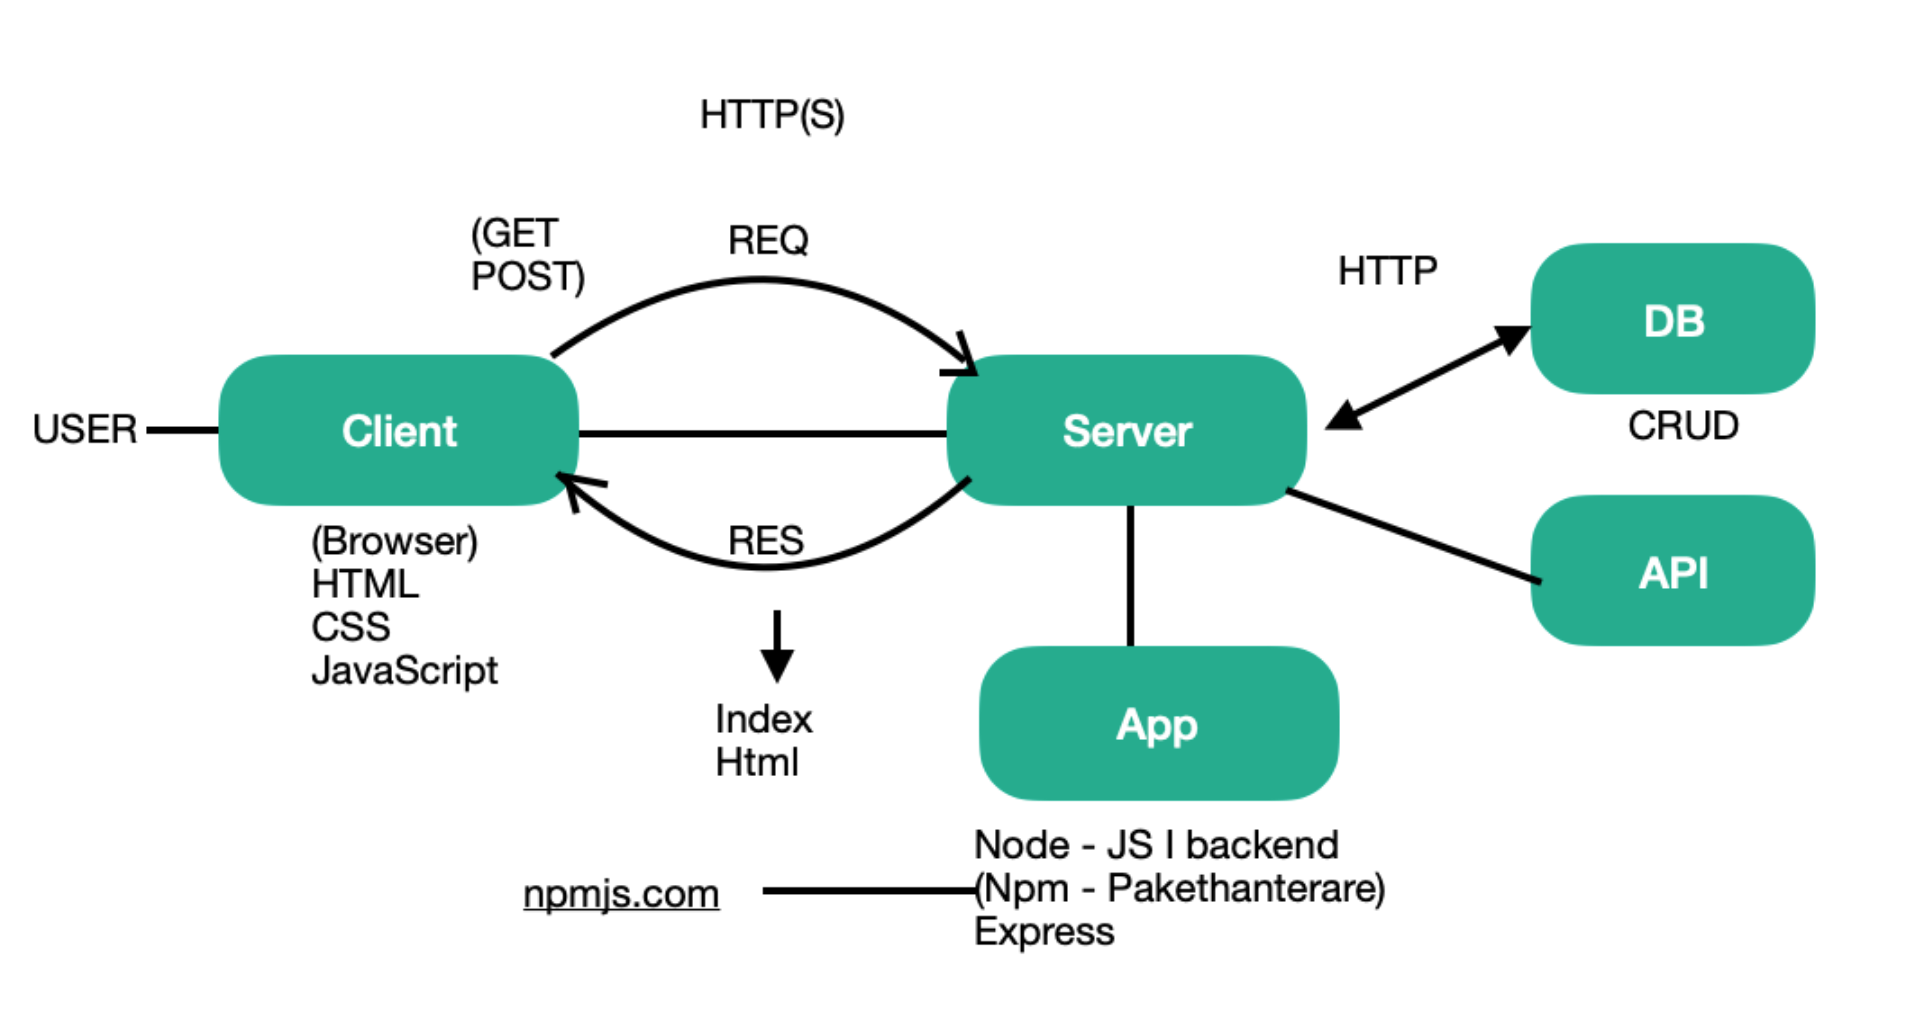 HTTP(S)
(GET
POST)
REQ
HTTP
DB
CRUD
USER
Client
Server
(Browser)
HTML
CSS
JavaScript
RES
API
Index
Html
App
Node - JS I backend
npmjs.com
(Npm - Pakethanterare)
Express